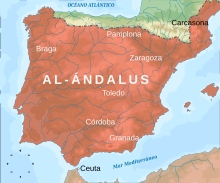 OCÉANO ATLÁNTICO
Carcasona
Pamplona
Braga
Zaragoza
AL-ÁNDALUS
Toledo
Córdoba
Granada
Mar Mediterráneo
Ceuta